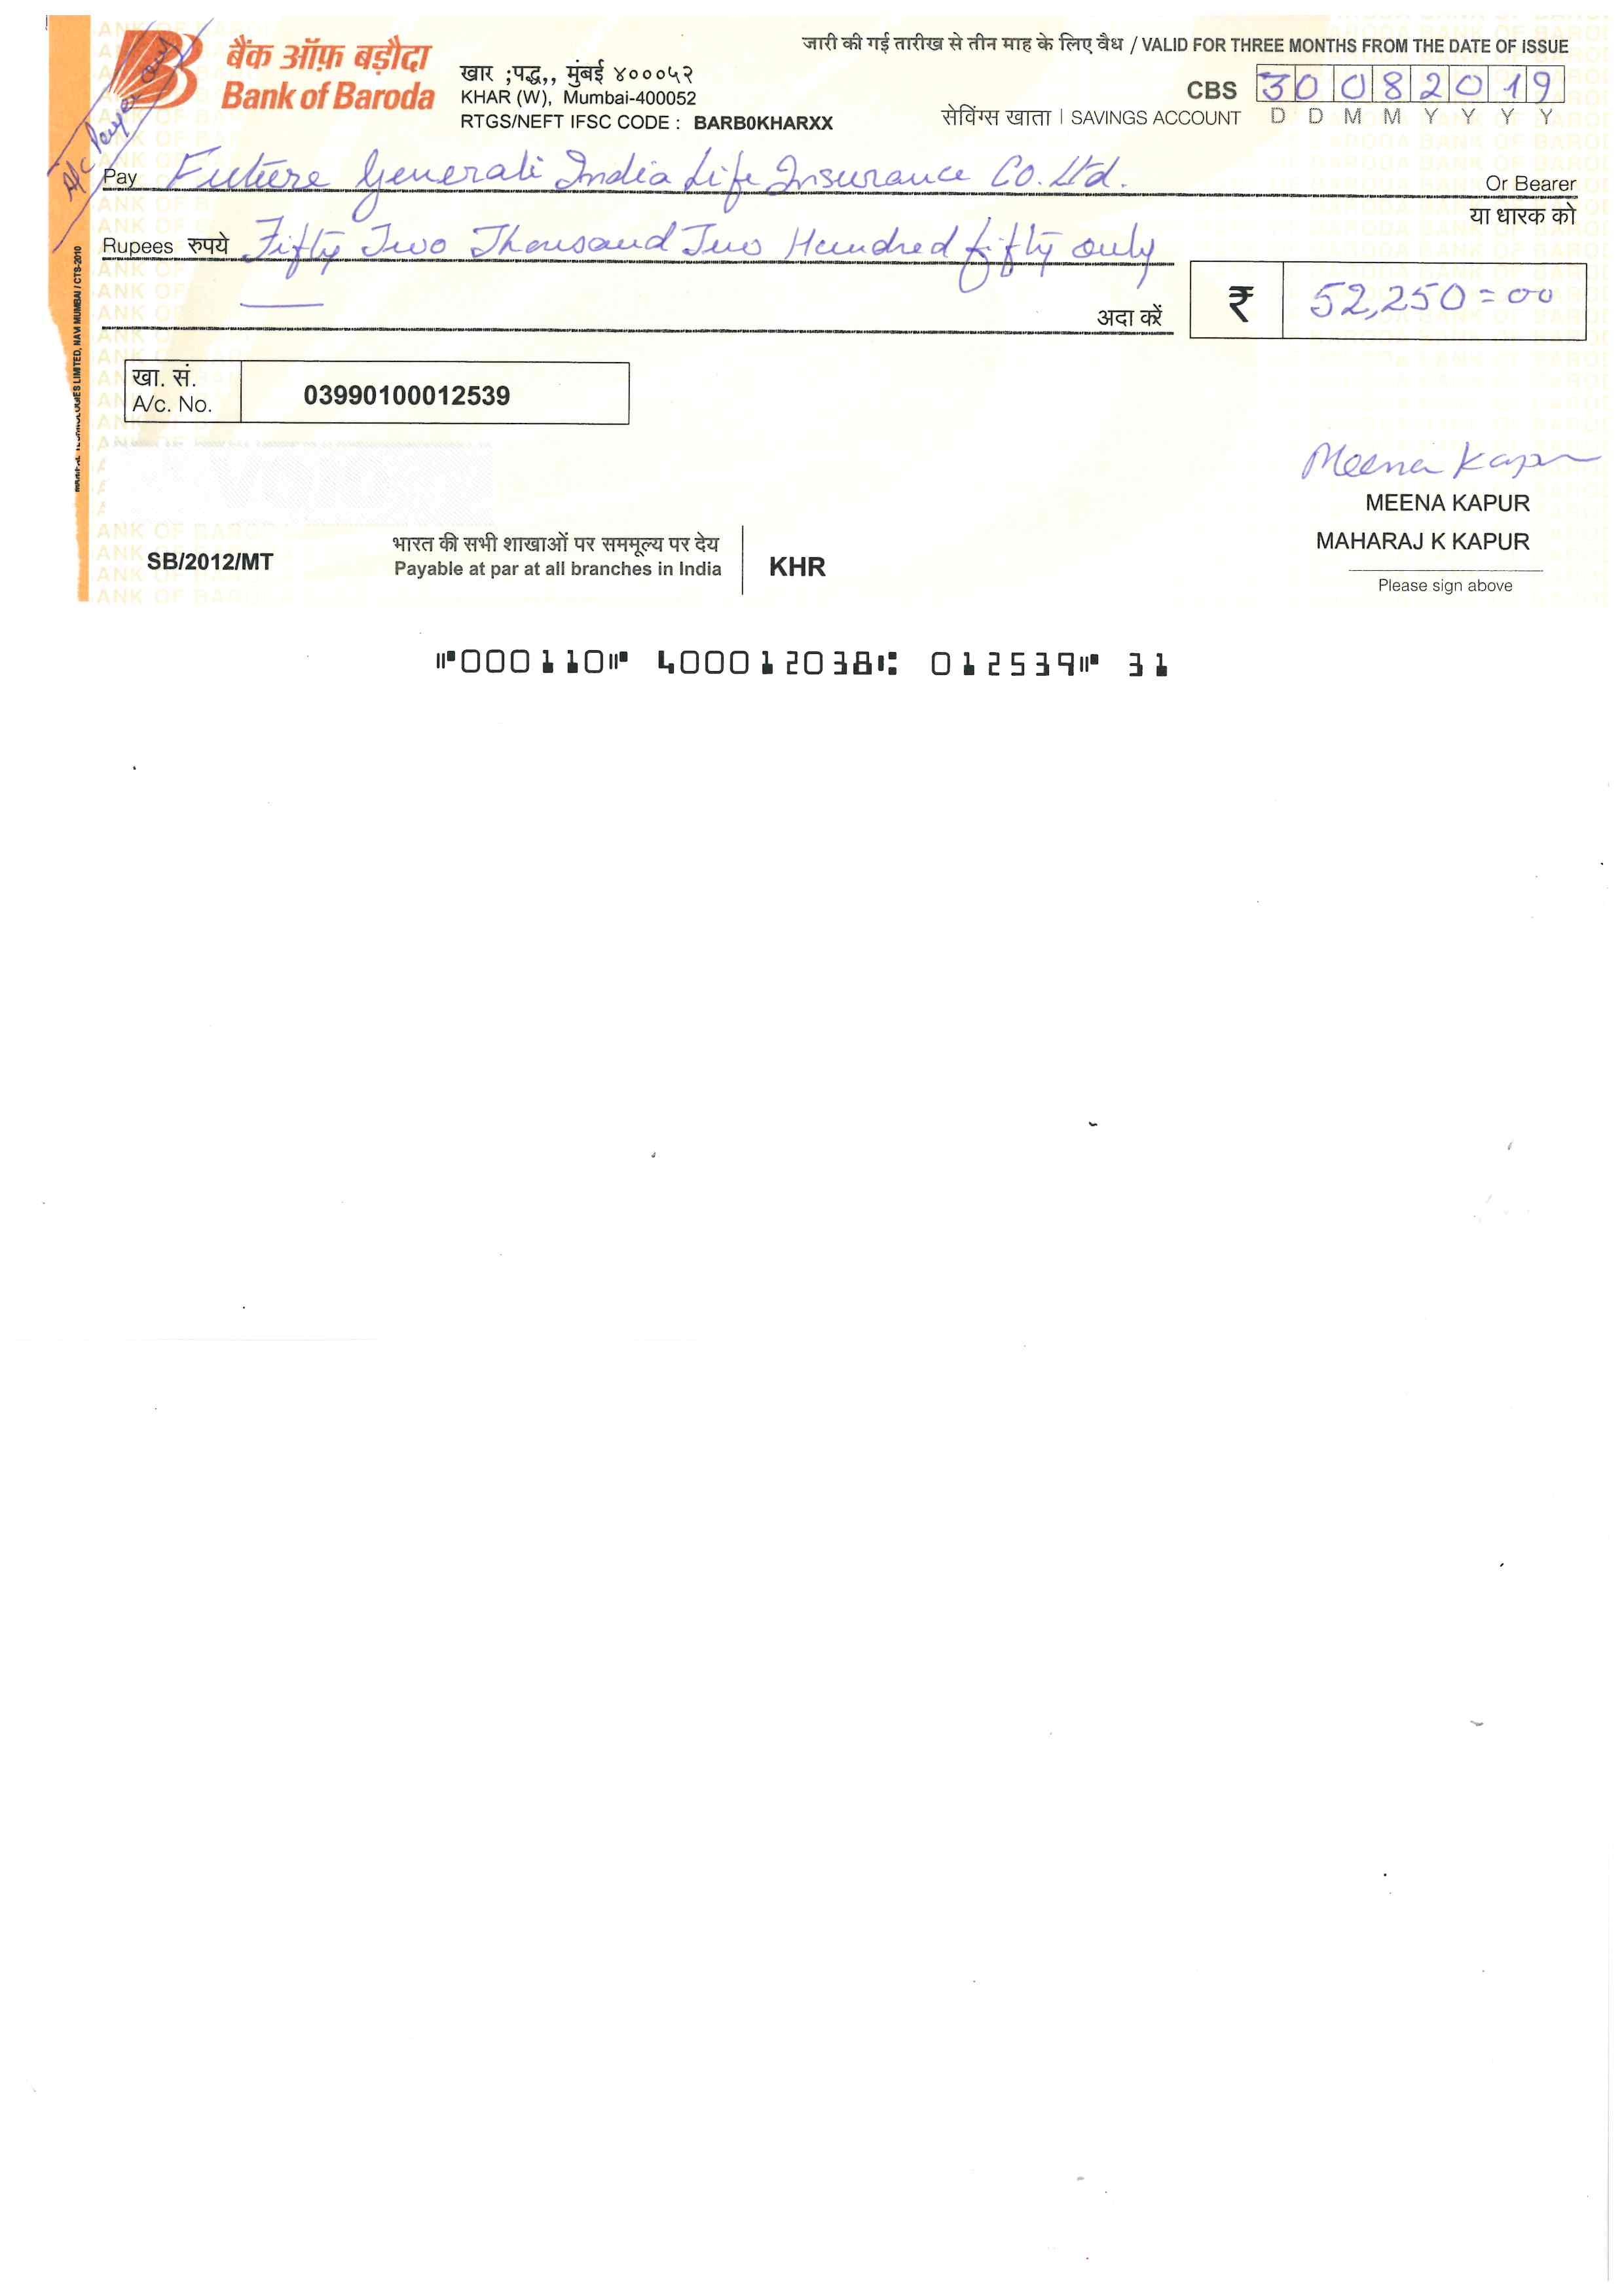 A/c Payee only
बैंक ऑफ़ बड़ौदा
Bank of Baroda
खार ;पद्ध,, मुंबई ४०००५२
KHAR (W), Mumbai-400052
RTGS/NEFT IFSC CODE : BARB0KHARXX
जारी की गई तारीख से तीन माह के लिए वैध / VALID FOR THREE MONTHS FROM THE DATE OF ISSUE
CBS 30082019
सेविंग्स खाता | SAVINGS ACCOUNT D D M M Y Y Y Y
Pay Future Generali India Life Insurance Co. Ltd. Or Bearer
या धारक को
Rupees रुपये Fifty Two Thousand Two Hundred fifty only
अदा करें ₹ 52,250=00
खा. सं.
A/c. No. 03990100012539
LIMITED, NAVI MUMBAI / CTS-2010
VOID
Meena Kapur
MEENA KAPUR
MAHARAJ K KAPUR
Please sign above
SB/2012/MT
भारत की सभी शाखाओं पर सममूल्य पर देय
Payable at par at all branches in India
KHR
⑈000110⑈ 400012038⑆ 012539⑈ 31